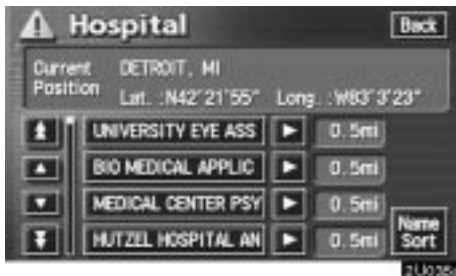 Hospital
Back
Current Position
DETROIT, MI
Lat. :N42°21'55" Long. :W83°3'23"
UNIVERSITY EYE ASS 0.5mi
BIO MEDICAL APPLIC 0.5mi
MEDICAL CENTER PSY 0.5mi
HUTZEL HOSPITAL AN 0.5mi
Name Sort